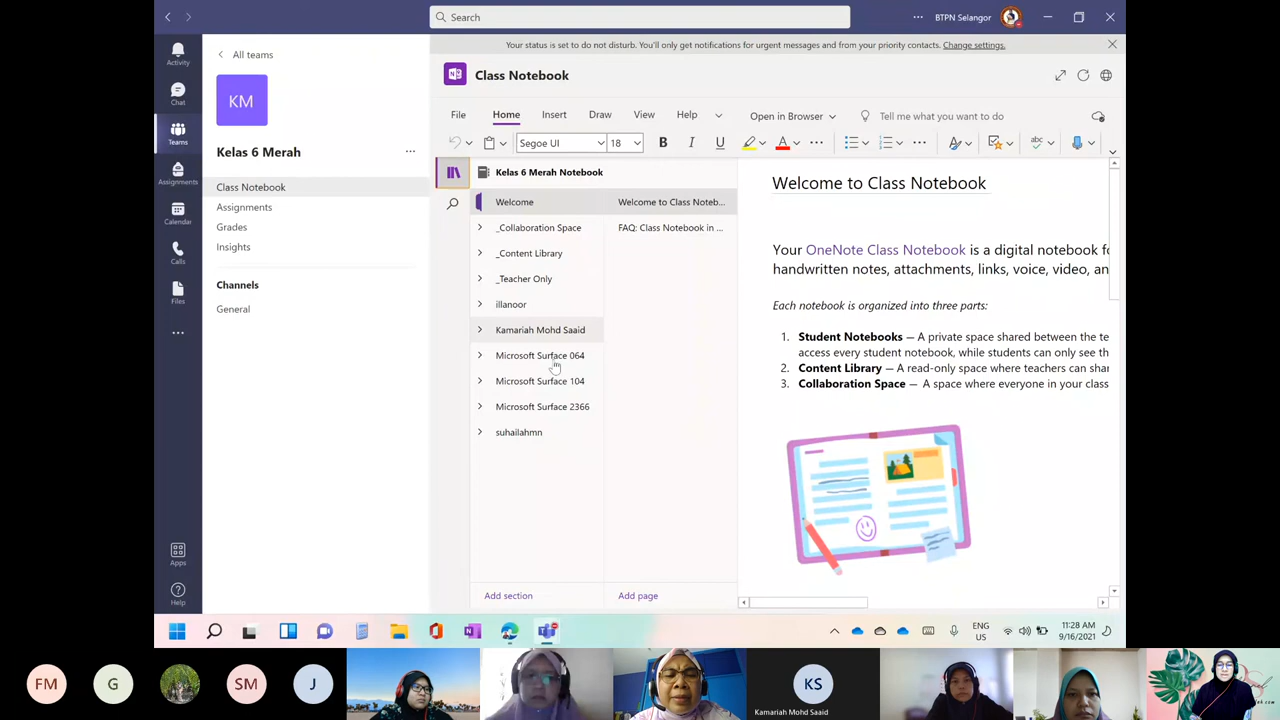 Search
BTPN Selangor
Your status is set to do not disturb. You'll only get notifications for urgent messages and from your priority contacts. Change settings.
Activity
Chat
Teams
Assignments
Calendar
Calls
Files
Apps
Help
All teams
KM
Kelas 6 Merah
Class Notebook
Assignments
Grades
Insights
Channels
General
Class Notebook
File Home Insert Draw View Help Open in Browser Tell me what you want to do
Segoe UI 18 B I U A
Kelas 6 Merah Notebook
Welcome
_Collaboration Space
_Content Library
_Teacher Only
illanoor
Kamariah Mohd Saaid
Microsoft Surface 064
Microsoft Surface 104
Microsoft Surface 2366
suhailahmn
Add section
Welcome to Class Noteb...
FAQ: Class Notebook in ...
Add page
Welcome to Class Notebook
Your OneNote Class Notebook is a digital notebook fo
handwritten notes, attachments, links, voice, video, an
Each notebook is organized into three parts:
1. Student Notebooks — A private space shared between the te
access every student notebook, while students can only see th
2. Content Library — A read-only space where teachers can shar
3. Collaboration Space — A space where everyone in your class
ENG
US
11:28 AM
9/16/2021
FM
G
SM
J
KS
Kamariah Mohd Saaid